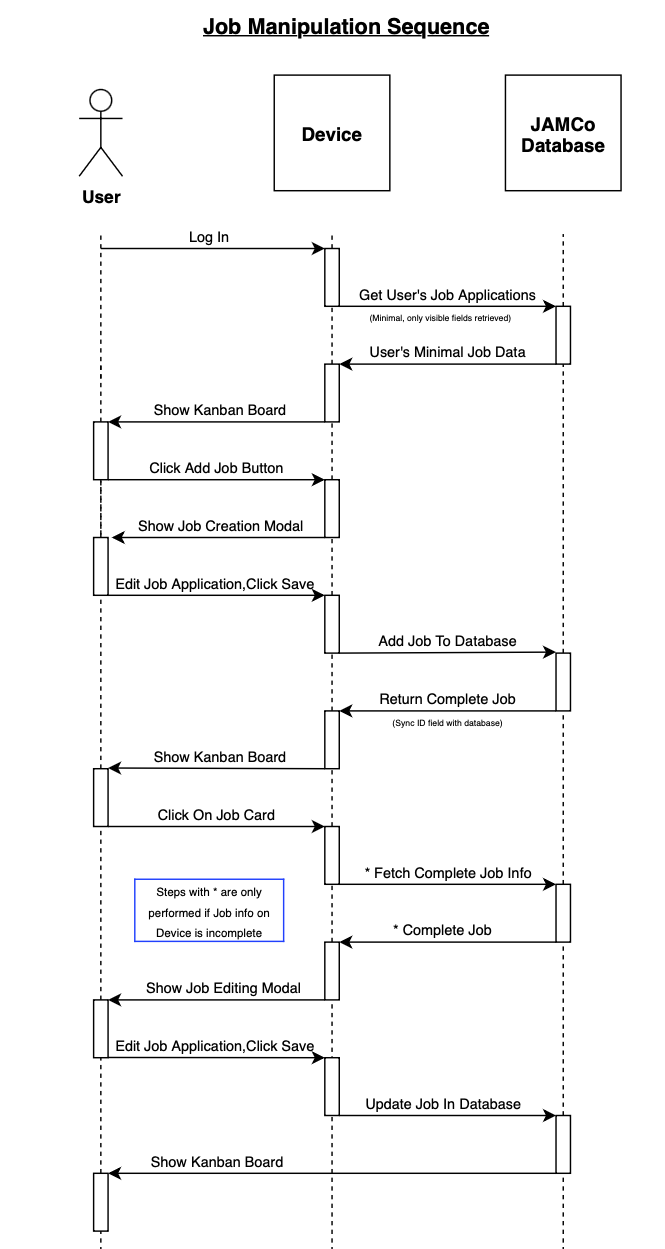 Job Manipulation Sequence
Device
JAMCo
Database
User
Log In
Get User's Job Applications
(Minimal, only visible fields retrieved)
User's Minimal Job Data
Show Kanban Board
Click Add Job Button
Show Job Creation Modal
Edit Job Application,Click Save
Add Job To Database
Return Complete Job
(Sync ID field with database)
Show Kanban Board
Click On Job Card
* Fetch Complete Job Info
Steps with * are only
performed if Job info on
Device is incomplete
* Complete Job
Show Job Editing Modal
Edit Job Application,Click Save
Update Job In Database
Show Kanban Board